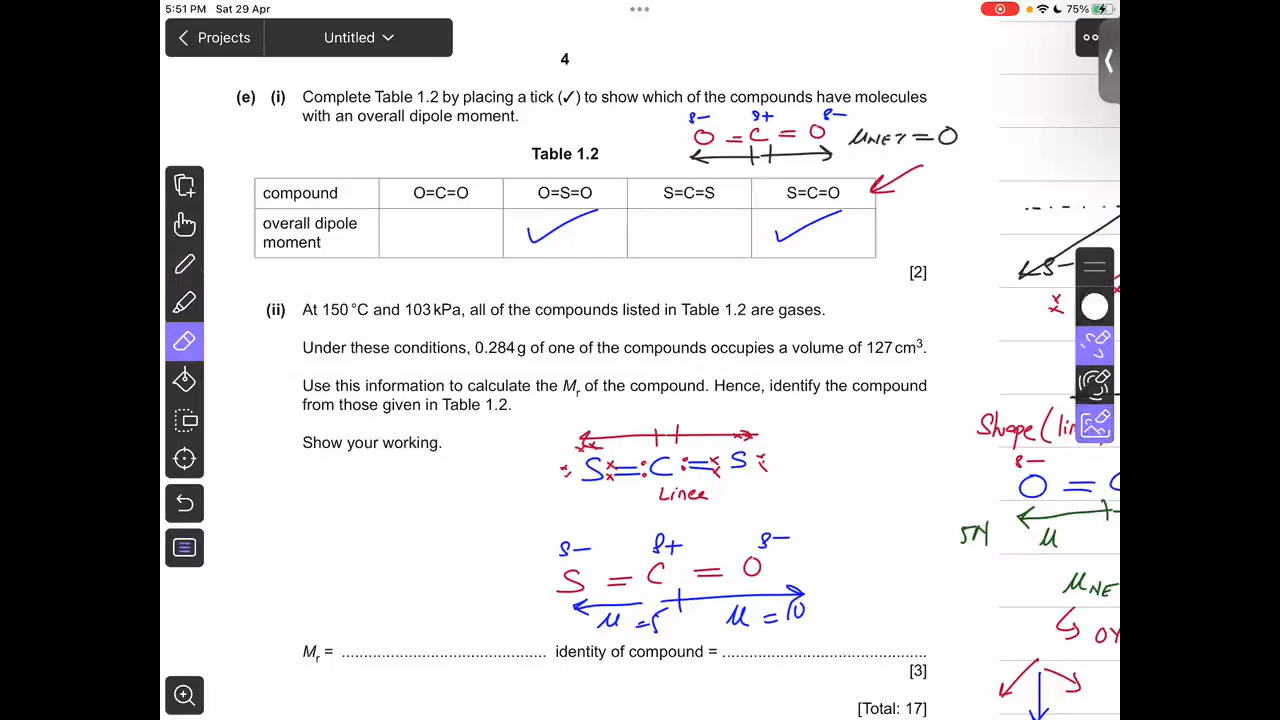 5:51 PM Sat 29 Apr
75%
Projects
Untitled
4
(e) (i) Complete Table 1.2 by placing a tick (✓) to show which of the compounds have molecules
with an overall dipole moment.
δ− δ+ δ−
O = C = O μNET = 0
Table 1.2
compound O=C=O O=S=O S=C=S S=C=O
overall dipole ✓ ✓
moment
[2]
δ−
(ii) At 150 °C and 103 kPa, all of the compounds listed in Table 1.2 are gases.
Under these conditions, 0.284 g of one of the compounds occupies a volume of 127 cm³.
Use this information to calculate the Mr of the compound. Hence, identify the compound
from those given in Table 1.2.
Show your working.
Shape (lin
S = C = S
Linea
δ−
O = C
μ
δ− δ+ δ−
S = C = O
μ = 5 μ = 10
μNE
Mr = ............................................ identity of compound = ............................................
[3]
[Total: 17]